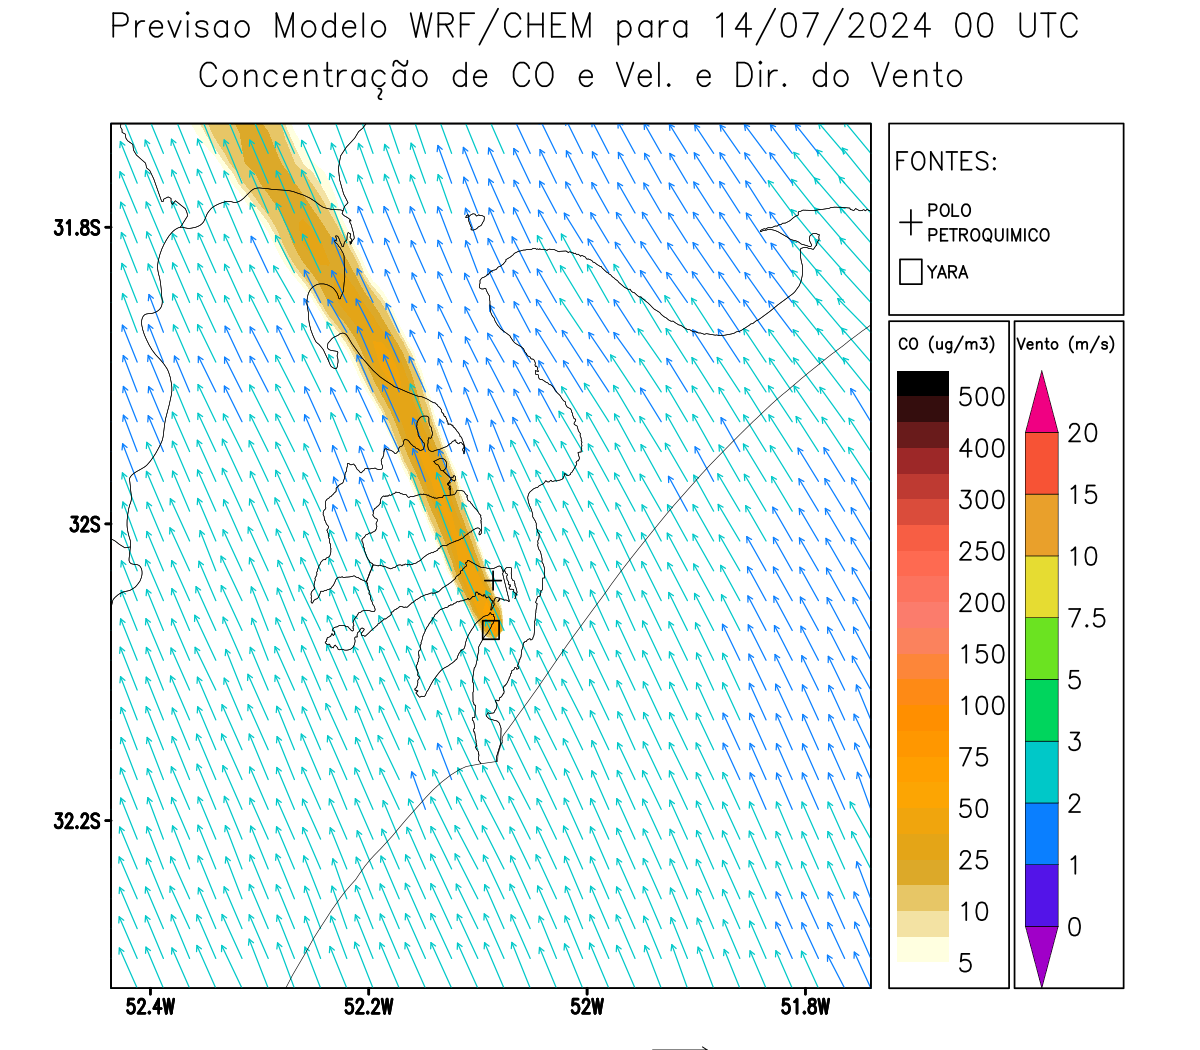 Previsao Modelo WRF/CHEM para 14/07/2024 00 UTC
Concentração de CO e Vel. e Dir. do Vento
FONTES:
POLO
PETROQUIMICO
YARA
CO (ug/m3)
500
400
300
250
200
150
100
75
50
25
10
5
Vento (m/s)
20
15
10
7.5
5
3
2
1
0
31.8S
32S
32.2S
52.4W
52.2W
52W
51.8W